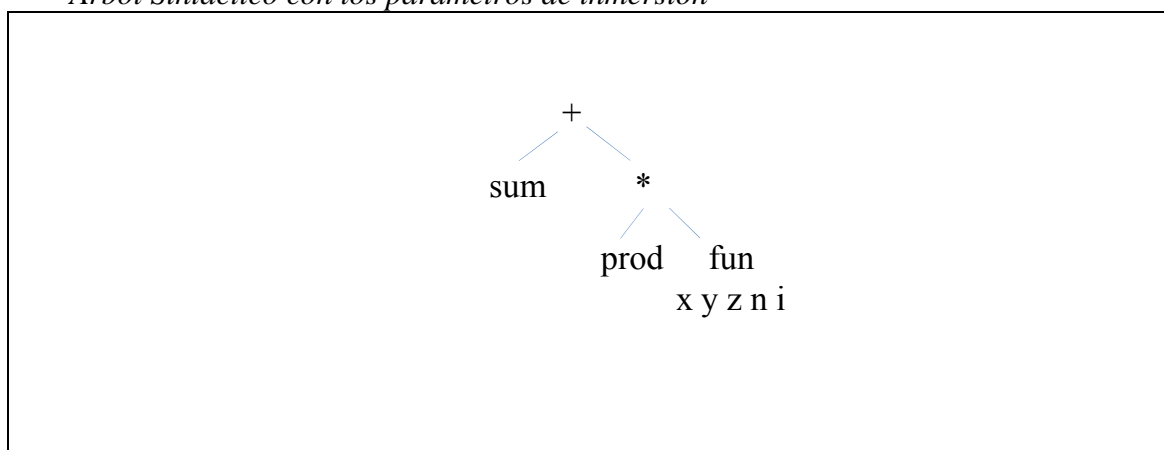 Árbol Sintáctico con los parámetros de inmersión
+
sum *
prod fun
x y z n i